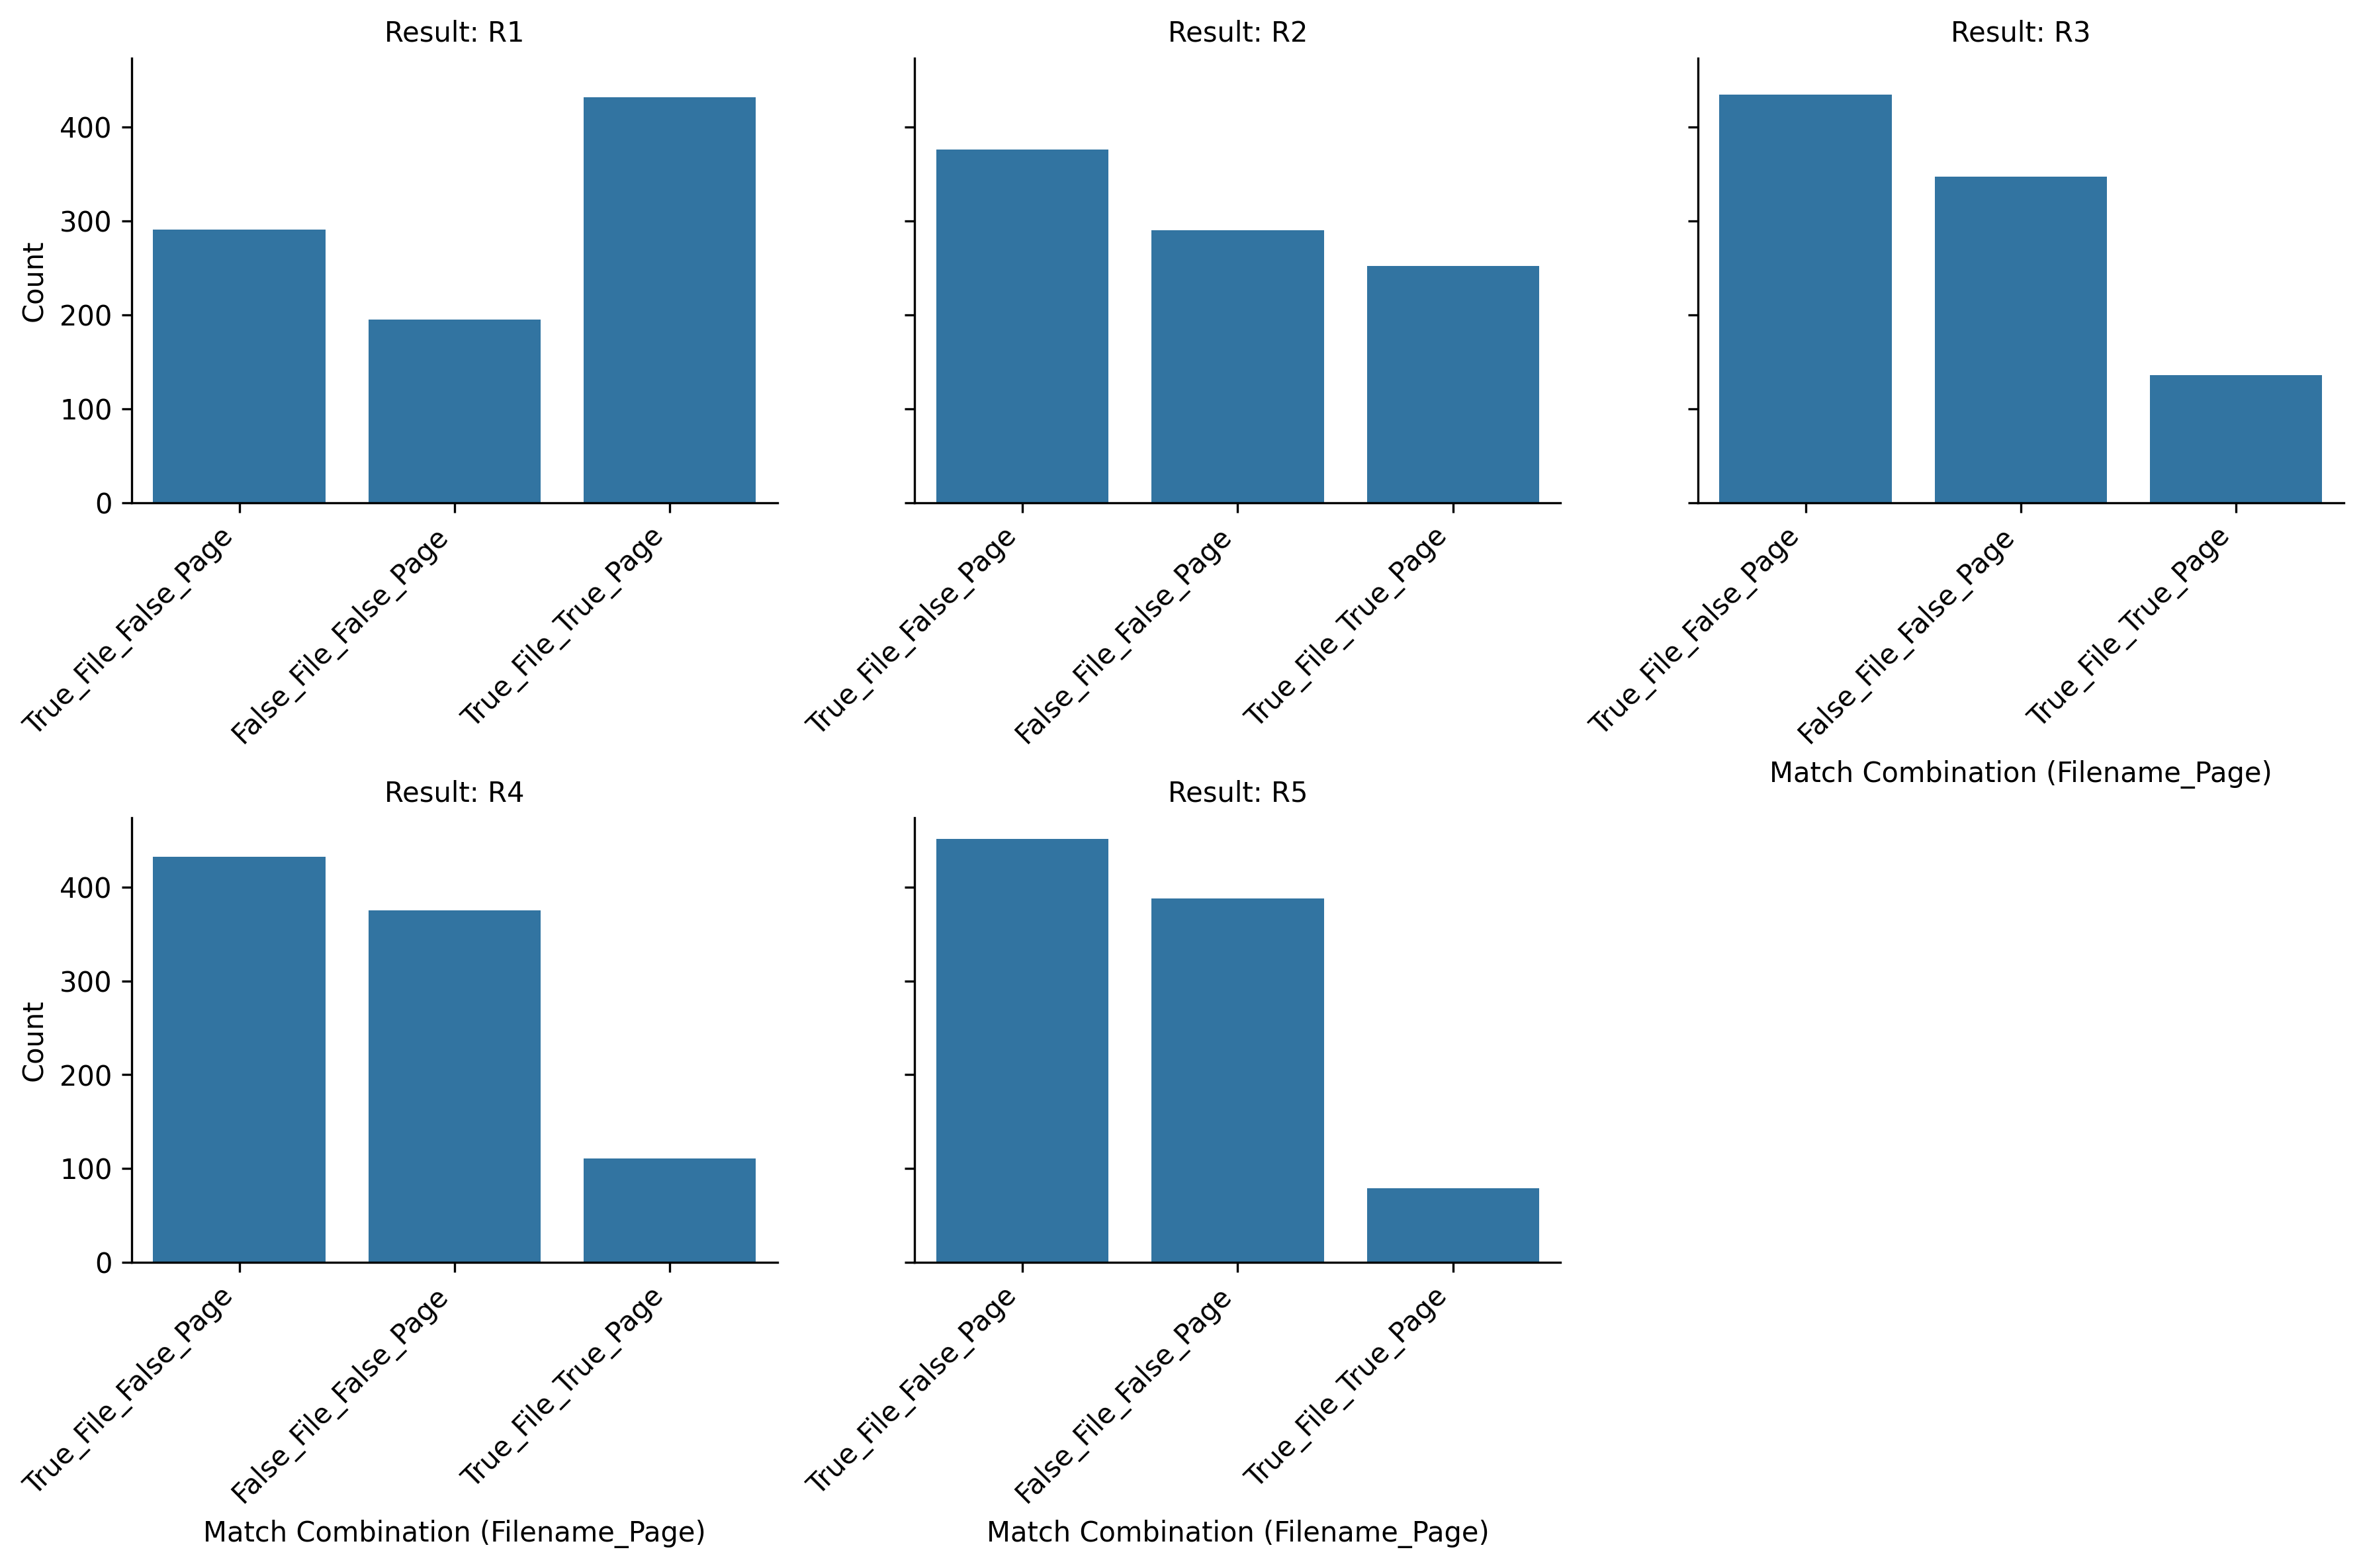 Result: R1
Count
400
300
200
100
0
True_File_False_Page
False_File_False_Page
True_File_True_Page
Result: R2
True_File_False_Page
False_File_False_Page
True_File_True_Page
Result: R3
True_File_False_Page
False_File_False_Page
True_File_True_Page
Match Combination (Filename_Page)
Result: R4
Count
400
300
200
100
0
True_File_False_Page
False_File_False_Page
True_File_True_Page
Match Combination (Filename_Page)
Result: R5
True_File_False_Page
False_File_False_Page
True_File_True_Page
Match Combination (Filename_Page)